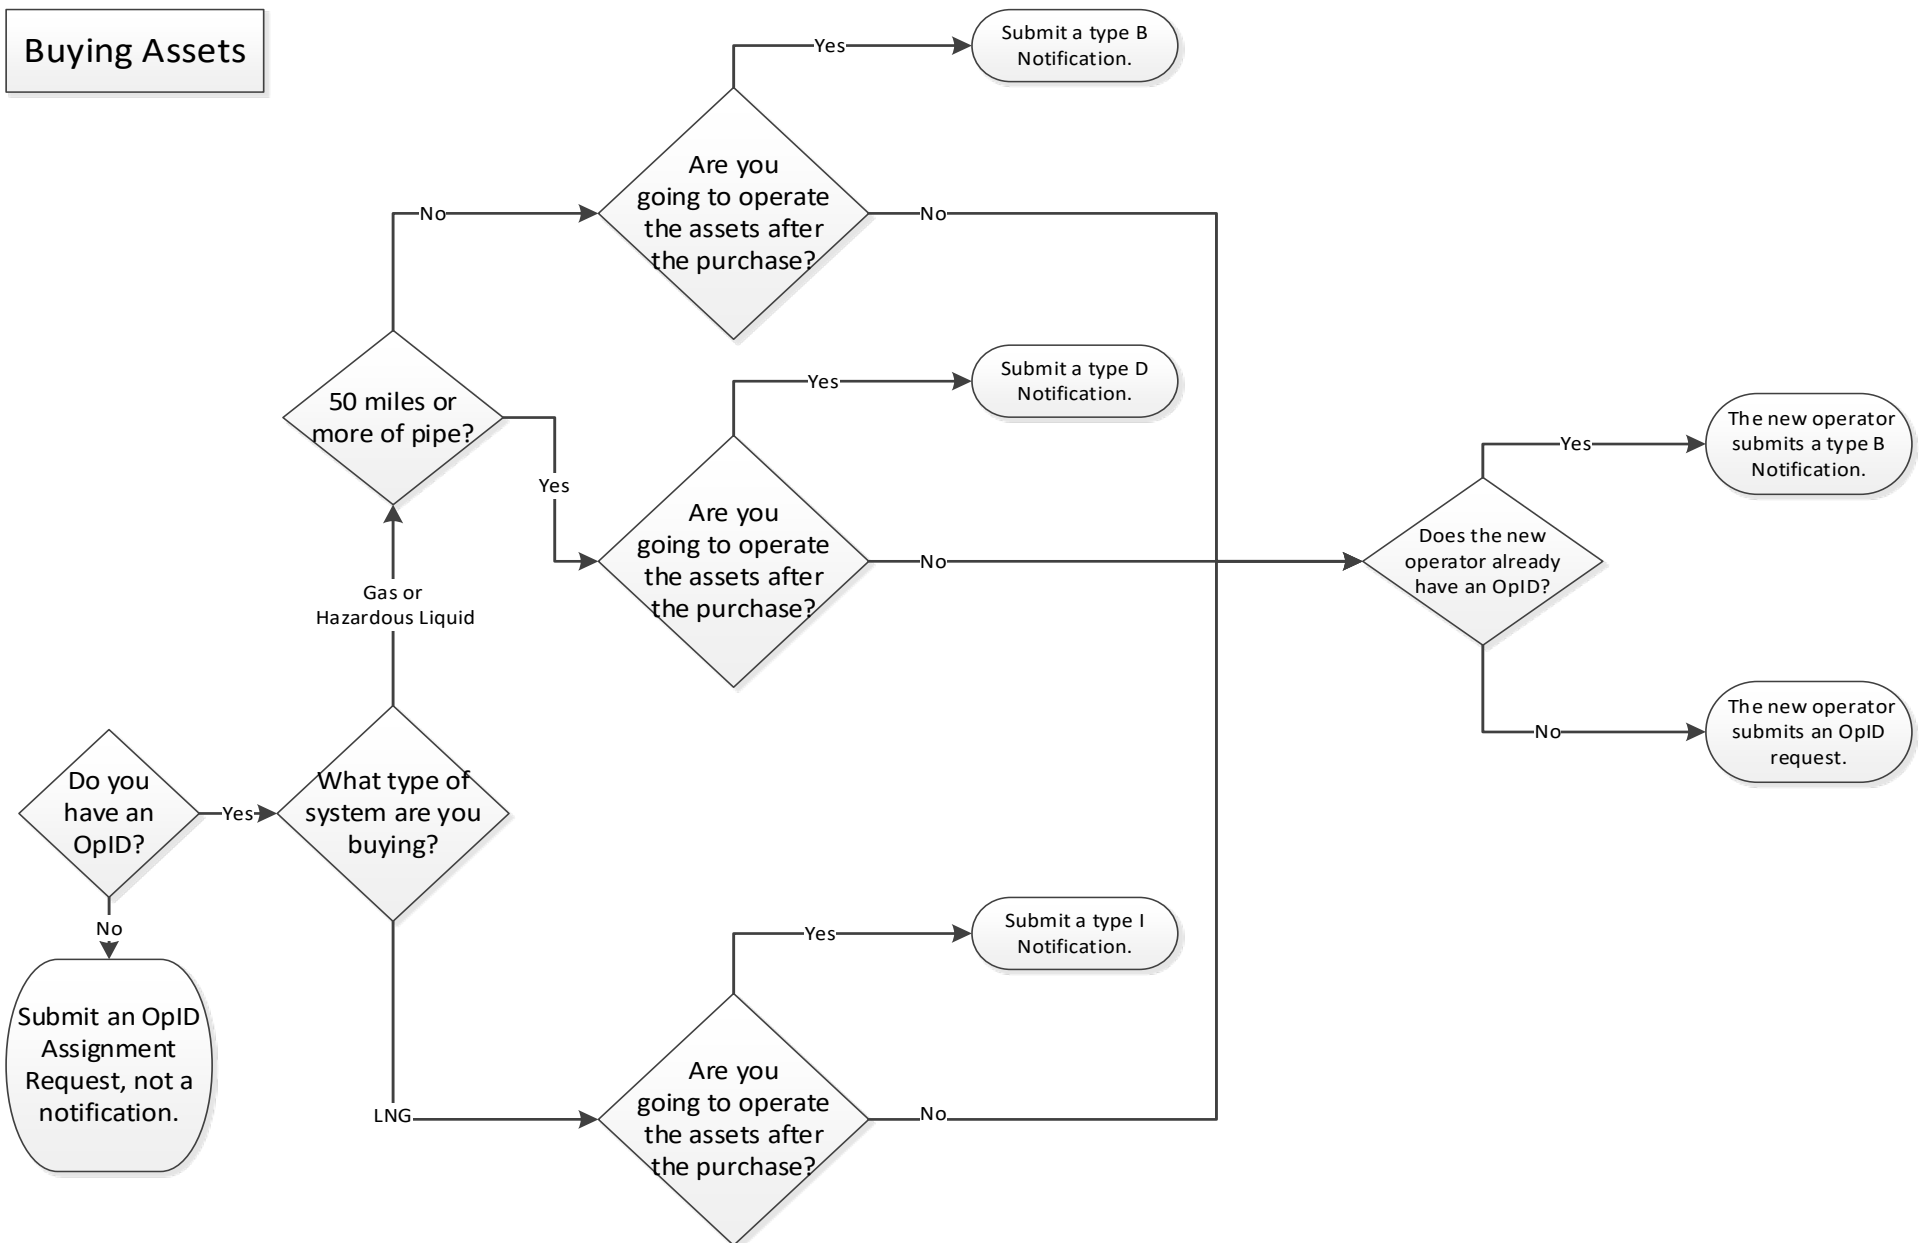 Buying Assets
Do you
have an
OpID?
Yes
No
Submit an OpID
Assignment
Request, not a
notification.
What type of
system are you
buying?
Gas or
Hazardous Liquid
50 miles or
more of pipe?
No
Are you
going to operate
the assets after
the purchase?
Yes
Submit a type B
Notification.
No
Yes
Are you
going to operate
the assets after
the purchase?
Yes
Submit a type D
Notification.
No
LNG
Are you
going to operate
the assets after
the purchase?
Yes
Submit a type I
Notification.
No
Does the new
operator already
have an OpID?
Yes
The new operator
submits a type B
Notification.
No
The new operator
submits an OpID
request.